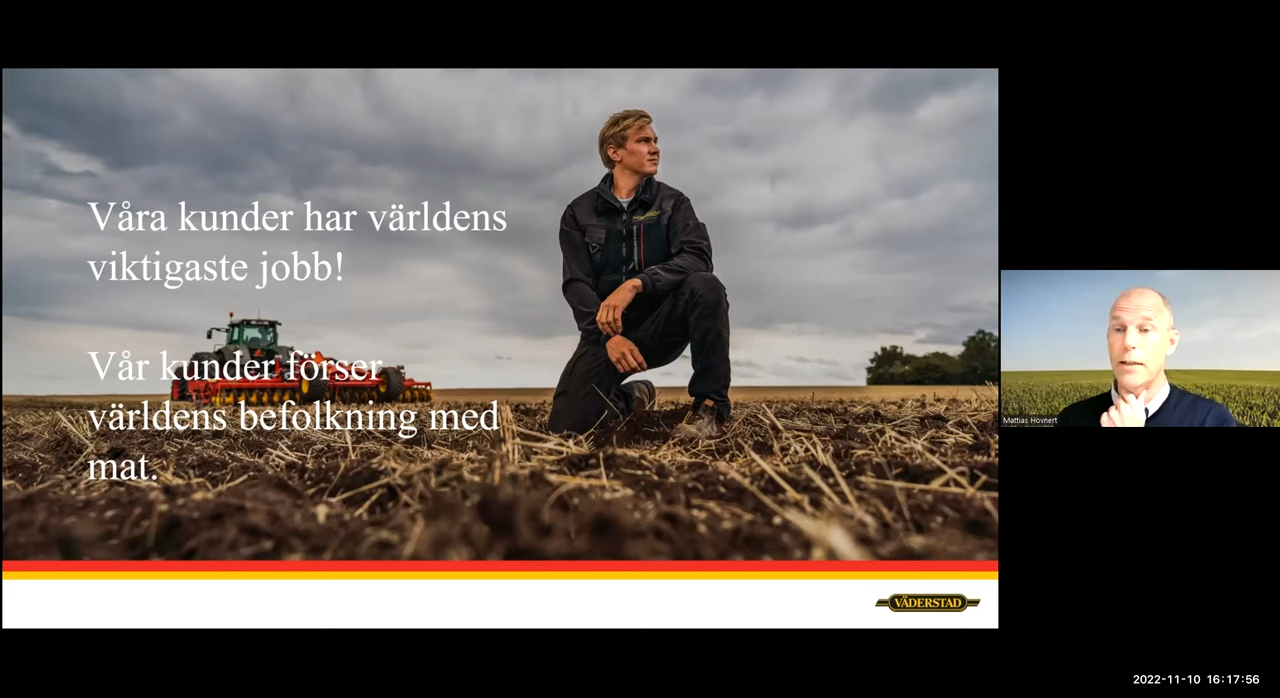 Våra kunder har världens
viktigaste jobb!
Vår kunder förser
världens befolkning med
mat.
VÄDERSTAD
Mattias Hovnert
2022-11-10 16:17:56